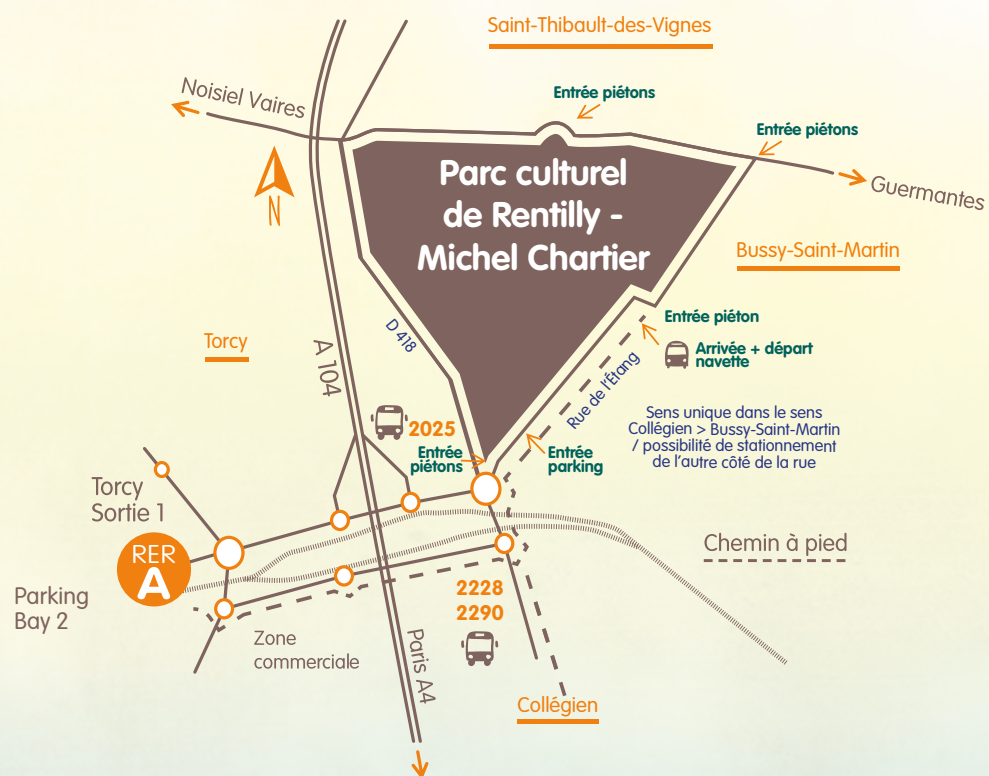 Saint-Thibault-des-Vignes
Noisiel Vaires
Entrée piétons
Entrée piétons
Guermantes
N
Parc culturel
de Rentilly -
Michel Chartier
Bussy-Saint-Martin
Torcy
A 104
D 418
Entrée piéton
Arrivée + départ
navette
Rue de l'Étang
Sens unique dans le sens
Collégien > Bussy-Saint-Martin
/ possibilité de stationnement
de l'autre côté de la rue
2025
Entrée
piétons
Entrée
parking
Torcy
Sortie 1
RER
A
Parking
Bay 2
Chemin à pied
2228
2290
Zone
commerciale
Paris A4
Collégien